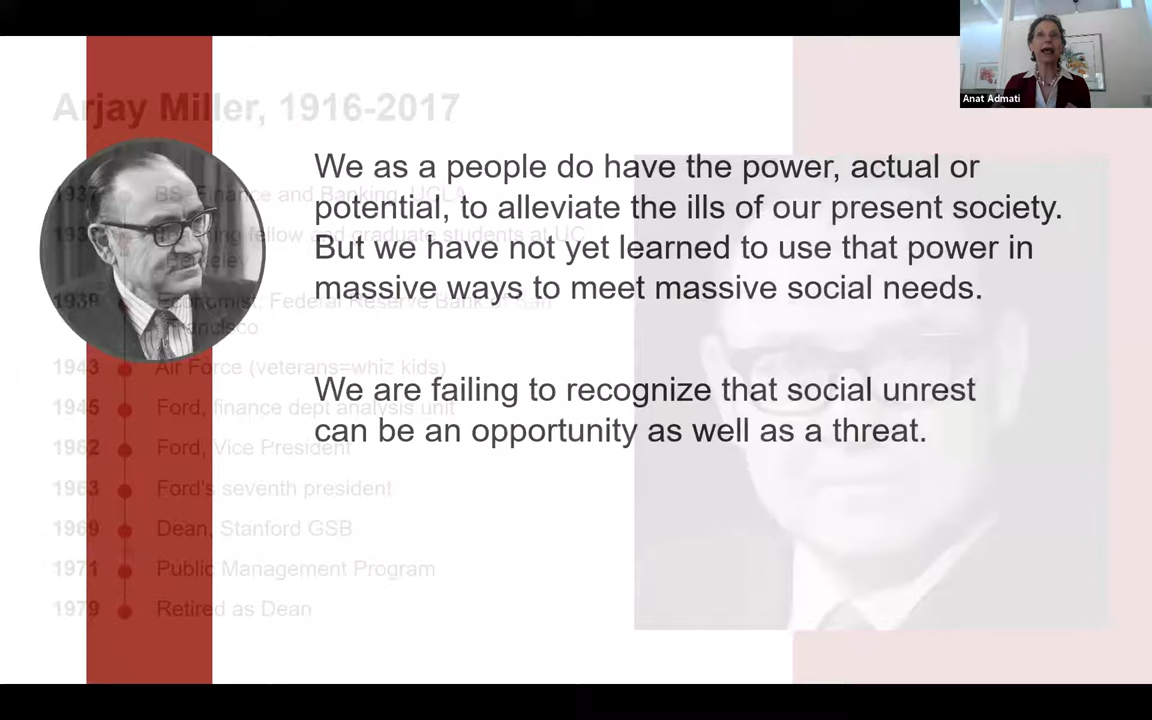 Anat Admati
Arjay Miller, 1916-2017
We as a people do have the power, actual or
potential, to alleviate the ills of our present society.
But we have not yet learned to use that power in
massive ways to meet massive social needs.
We are failing to recognize that social unrest
can be an opportunity as well as a threat.
1937 BS, Finance and Banking, UCLA
fellow and graduate students at UC
1938 Economist, Federal Reserve Bank of San
Francisco
1943 Air Force (veterans=whiz kids)
1945 Ford, finance dept analysis unit
1962 Ford, Vice President
1963 Ford's seventh president
1969 Dean, Stanford GSB
1971 Public Management Program
1979 Retired as Dean